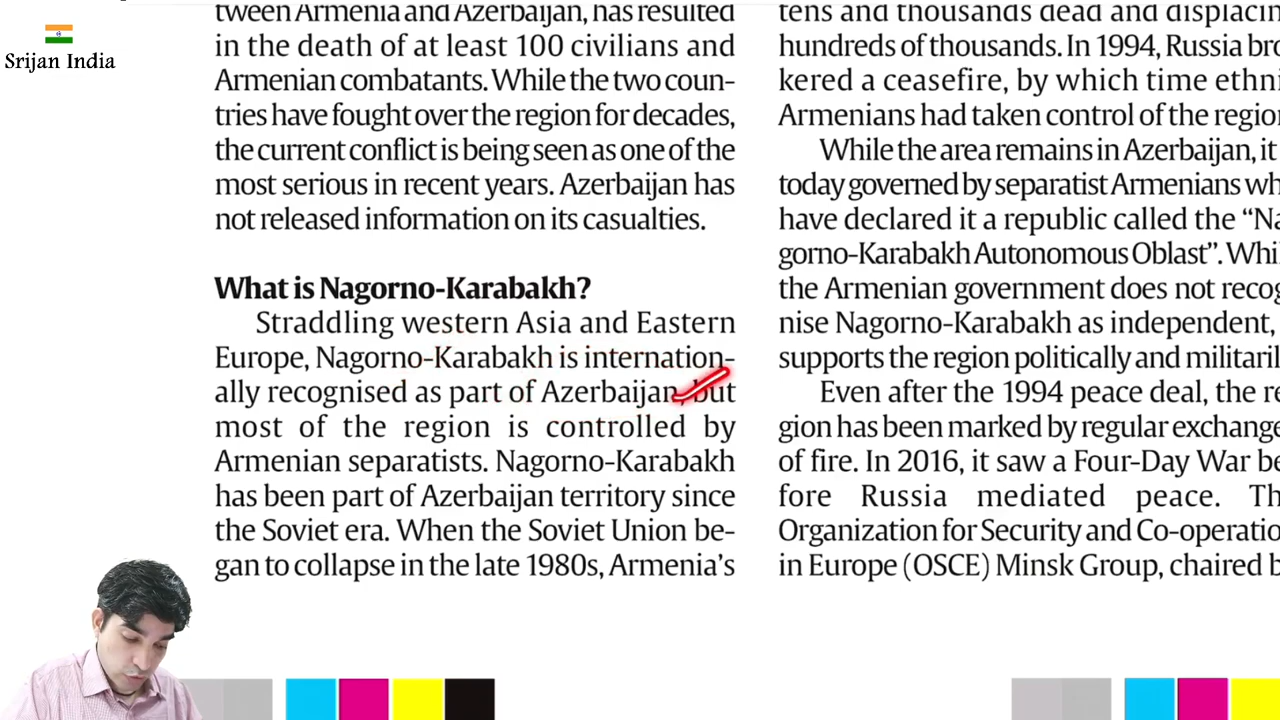 Srijan India
tween Armenia and Azerbaijan, has resulted
in the death of at least 100 civilians and
Armenian combatants. While the two coun-
tries have fought over the region for decades,
the current conflict is being seen as one of the
most serious in recent years. Azerbaijan has
not released information on its casualties.
What is Nagorno-Karabakh?
Straddling western Asia and Eastern
Europe, Nagorno-Karabakh is internation-
ally recognised as part of Azerbaijan, but
most of the region is controlled by
Armenian separatists. Nagorno-Karabakh
has been part of Azerbaijan territory since
the Soviet era. When the Soviet Union be-
gan to collapse in the late 1980s, Armenia's
tens and thousands dead and displacin
hundreds of thousands. In 1994, Russia bro
kered a ceasefire, by which time ethni
Armenians had taken control of the regio
While the area remains in Azerbaijan, it
today governed by separatist Armenians wh
have declared it a republic called the “Na
gorno-Karabakh Autonomous Oblast”. Whi
the Armenian government does not recog
nise Nagorno-Karabakh as independent,
supports the region politically and militaril
Even after the 1994 peace deal, the re
gion has been marked by regular exchange
of fire. In 2016, it saw a Four-Day War be
fore Russia mediated peace. Th
Organization for Security and Co-operatio
in Europe (OSCE) Minsk Group, chaired b